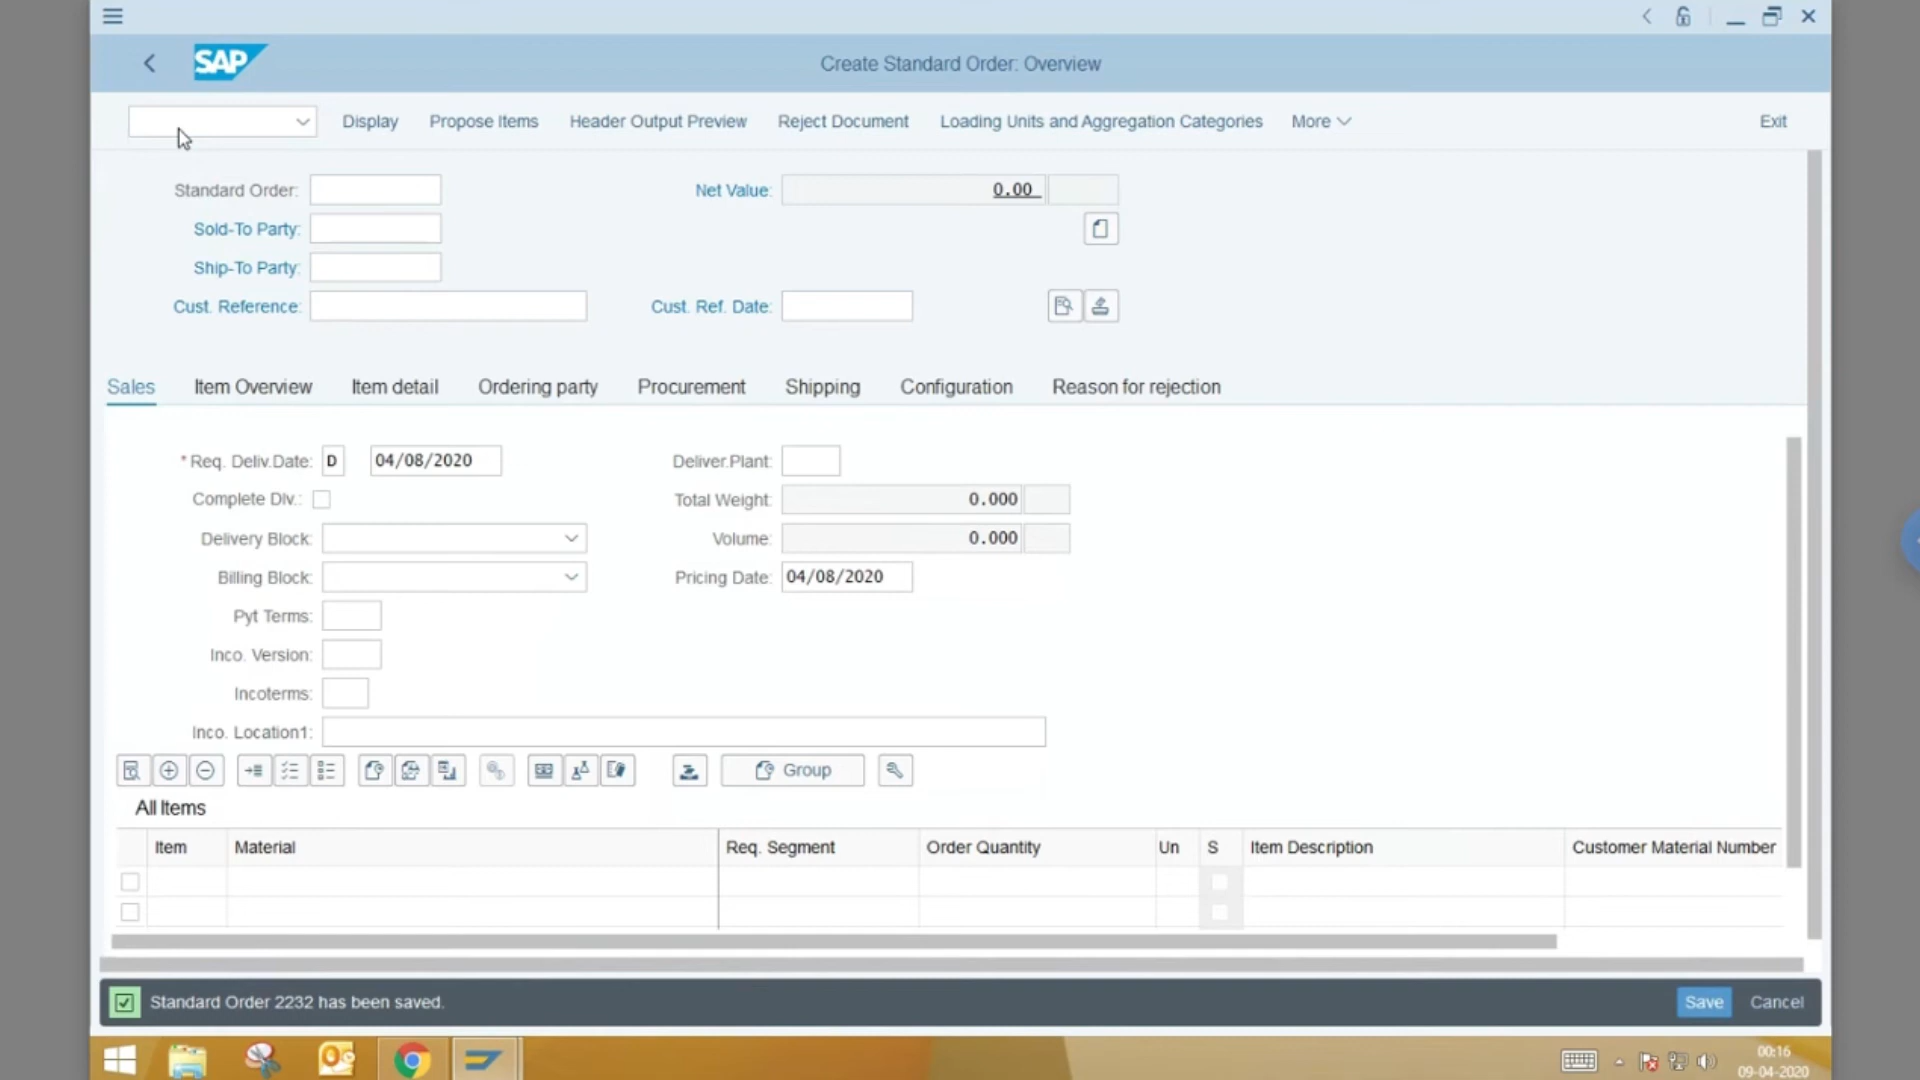 SAP
Create Standard Order: Overview
Display Propose Items Header Output Preview Reject Document Loading Units and Aggregation Categories More Exit
Standard Order: Net Value: 0.00
Sold-To Party:
Ship-To Party:
Cust. Reference: Cust. Ref. Date:
Sales Item Overview Item detail Ordering party Procurement Shipping Configuration Reason for rejection
* Req. Deliv.Date: D 04/08/2020 Deliver.Plant:
Complete Dlv.: Total Weight: 0.000
Delivery Block: Volume: 0.000
Billing Block: Pricing Date: 04/08/2020
Pyt Terms:
Inco. Version:
Incoterms:
Inco. Location1:
Group
All Items
Item Material Req. Segment Order Quantity Un S Item Description Customer Material Number
Standard Order 2232 has been saved. Save Cancel
00:16
09-04-2020